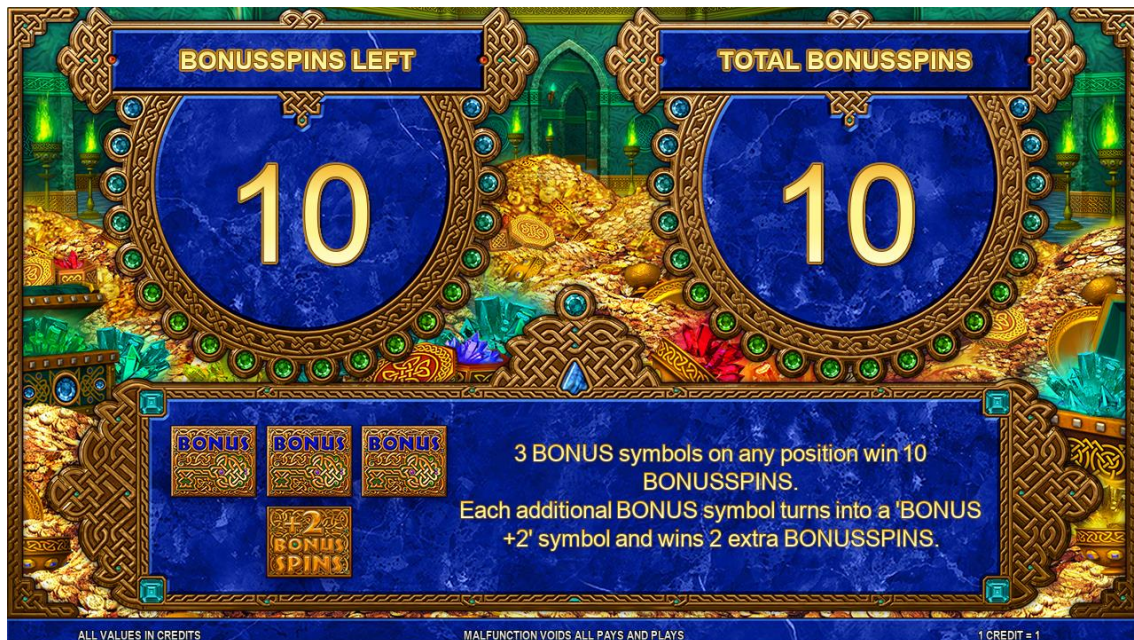 BONUSSPINS LEFT
TOTAL BONUSSPINS
10
10
BONUS BONUS BONUS
+2
BONUS
SPINS
3 BONUS symbols on any position win 10
BONUSSPINS.
Each additional BONUS symbol turns into a 'BONUS
+2' symbol and wins 2 extra BONUSSPINS.
ALL VALUES IN CREDITS
MALFUNCTION VOIDS ALL PAYS AND PLAYS
1 CREDIT = 1